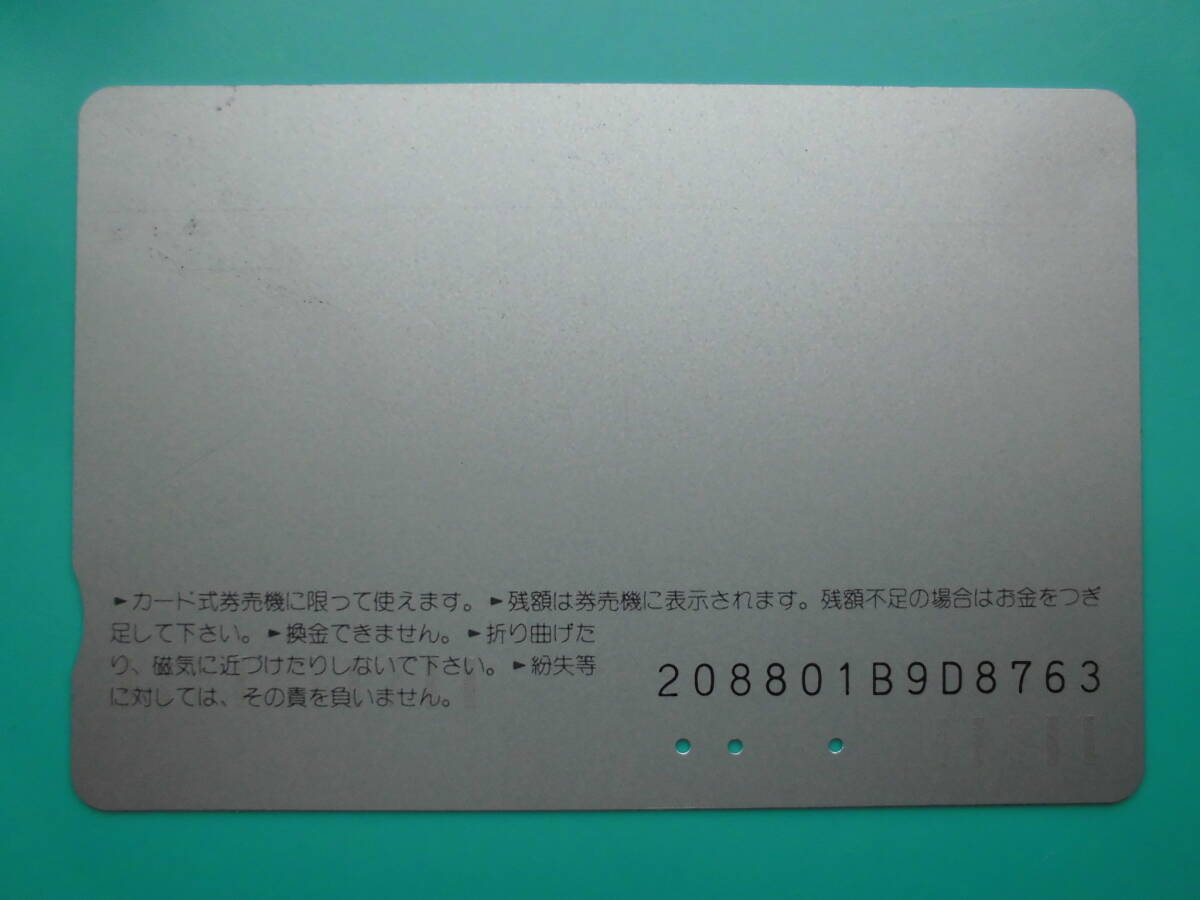 ►カード式券売機に限って使えます。►残額は券売機に表示されます。残額不足の場合はお金をつぎ
足して下さい。►換金できません。►折り曲げた
り、磁気に近づけたりしないで下さい。►紛失等
に対しては、その責を負いません。
208801B9D8763